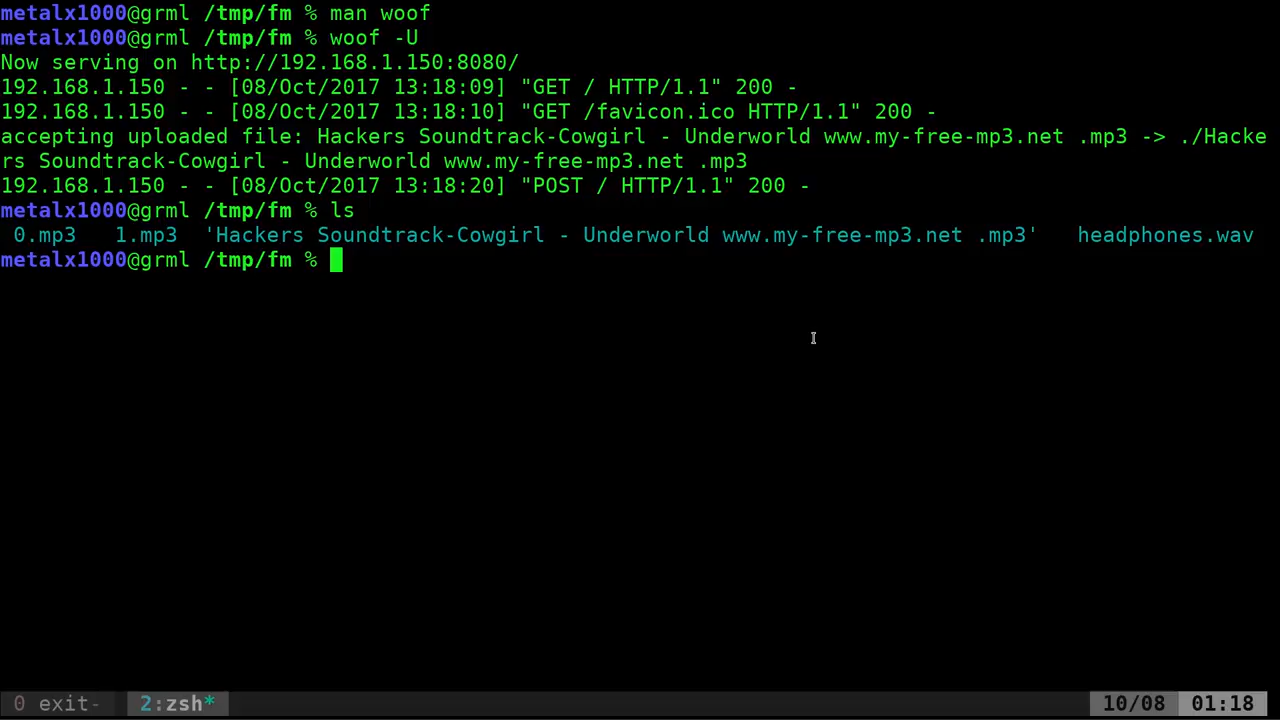 metalx1000@grml /tmp/fm % man woof
metalx1000@grml /tmp/fm % woof -U
Now serving on http://192.168.1.150:8080/
192.168.1.150 - - [08/Oct/2017 13:18:09] "GET / HTTP/1.1" 200 -
192.168.1.150 - - [08/Oct/2017 13:18:10] "GET /favicon.ico HTTP/1.1" 200 -
accepting uploaded file: Hackers Soundtrack-Cowgirl - Underworld www.my-free-mp3.net .mp3 -> ./Hacke
rs Soundtrack-Cowgirl - Underworld www.my-free-mp3.net .mp3
192.168.1.150 - - [08/Oct/2017 13:18:20] "POST / HTTP/1.1" 200 -
metalx1000@grml /tmp/fm % ls
0.mp3   1.mp3  'Hackers Soundtrack-Cowgirl - Underworld www.my-free-mp3.net .mp3'   headphones.wav
metalx1000@grml /tmp/fm %
0 exit-  2:zsh*  10/08  01:18